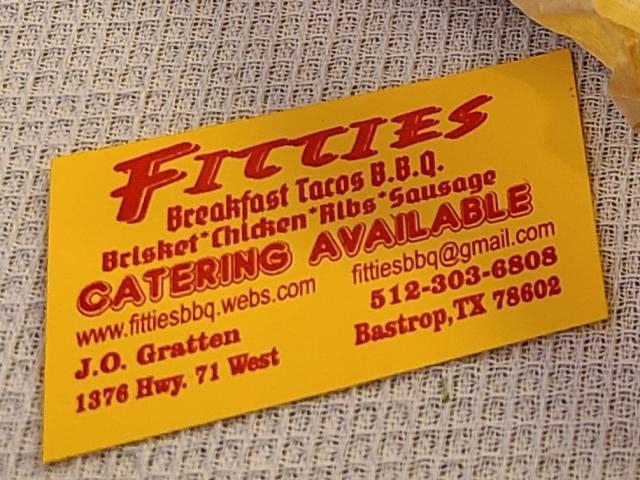 FITTIES
Breakfast Tacos B.B.Q.
Brisket*Chicken*Ribs*Sausage
CATERING AVAILABLE
www.fittiesbbq.webs.com fittiesbbq@gmail.com
J.O. Gratten 512-303-6808
1376 Hwy. 71 West Bastrop,TX 78602